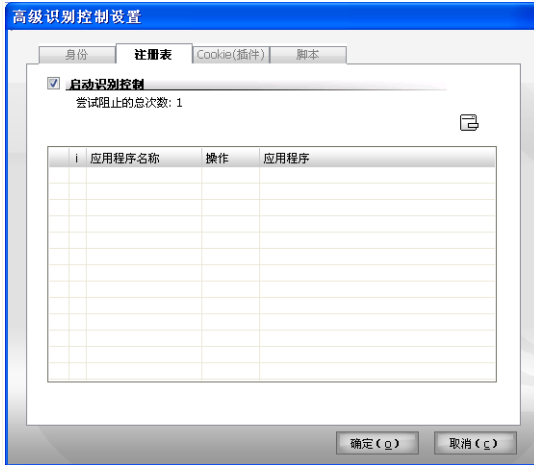 高级识别控制设置
身份 注册表 Cookie(插件) 脚本
启动识别控制
尝试阻止的总次数: 1
i 应用程序名称 操作 应用程序
确定(o) 取消(c)